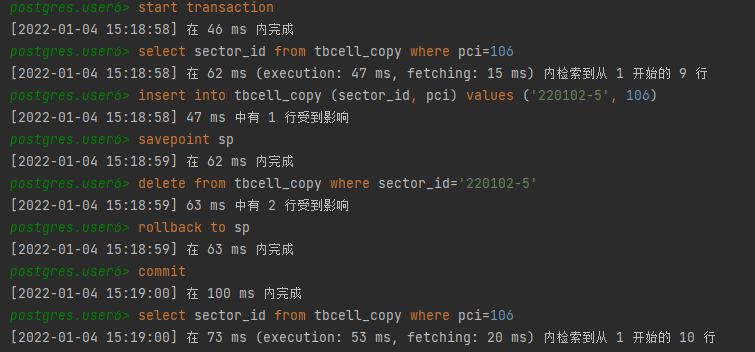 postgres.user6> start transaction
[2022-01-04 15:18:58] 在 46 ms 内完成
postgres.user6> select sector_id from tbcell_copy where pci=106
[2022-01-04 15:18:58] 在 62 ms (execution: 47 ms, fetching: 15 ms) 内检索到从 1 开始的 9 行
postgres.user6> insert into tbcell_copy (sector_id, pci) values ('220102-5', 106)
[2022-01-04 15:18:58] 47 ms 中有 1 行受到影响
postgres.user6> savepoint sp
[2022-01-04 15:18:59] 在 62 ms 内完成
postgres.user6> delete from tbcell_copy where sector_id='220102-5'
[2022-01-04 15:18:59] 63 ms 中有 2 行受到影响
postgres.user6> rollback to sp
[2022-01-04 15:18:59] 在 63 ms 内完成
postgres.user6> commit
[2022-01-04 15:19:00] 在 100 ms 内完成
postgres.user6> select sector_id from tbcell_copy where pci=106
[2022-01-04 15:19:00] 在 73 ms (execution: 53 ms, fetching: 20 ms) 内检索到从 1 开始的 10 行